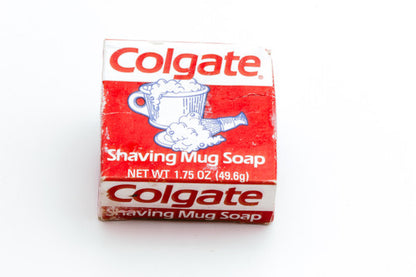 Colgate®
Shaving Mug Soap
NET WT 1.75 OZ (49.6g)
Colgate
Shaving Mug Soap